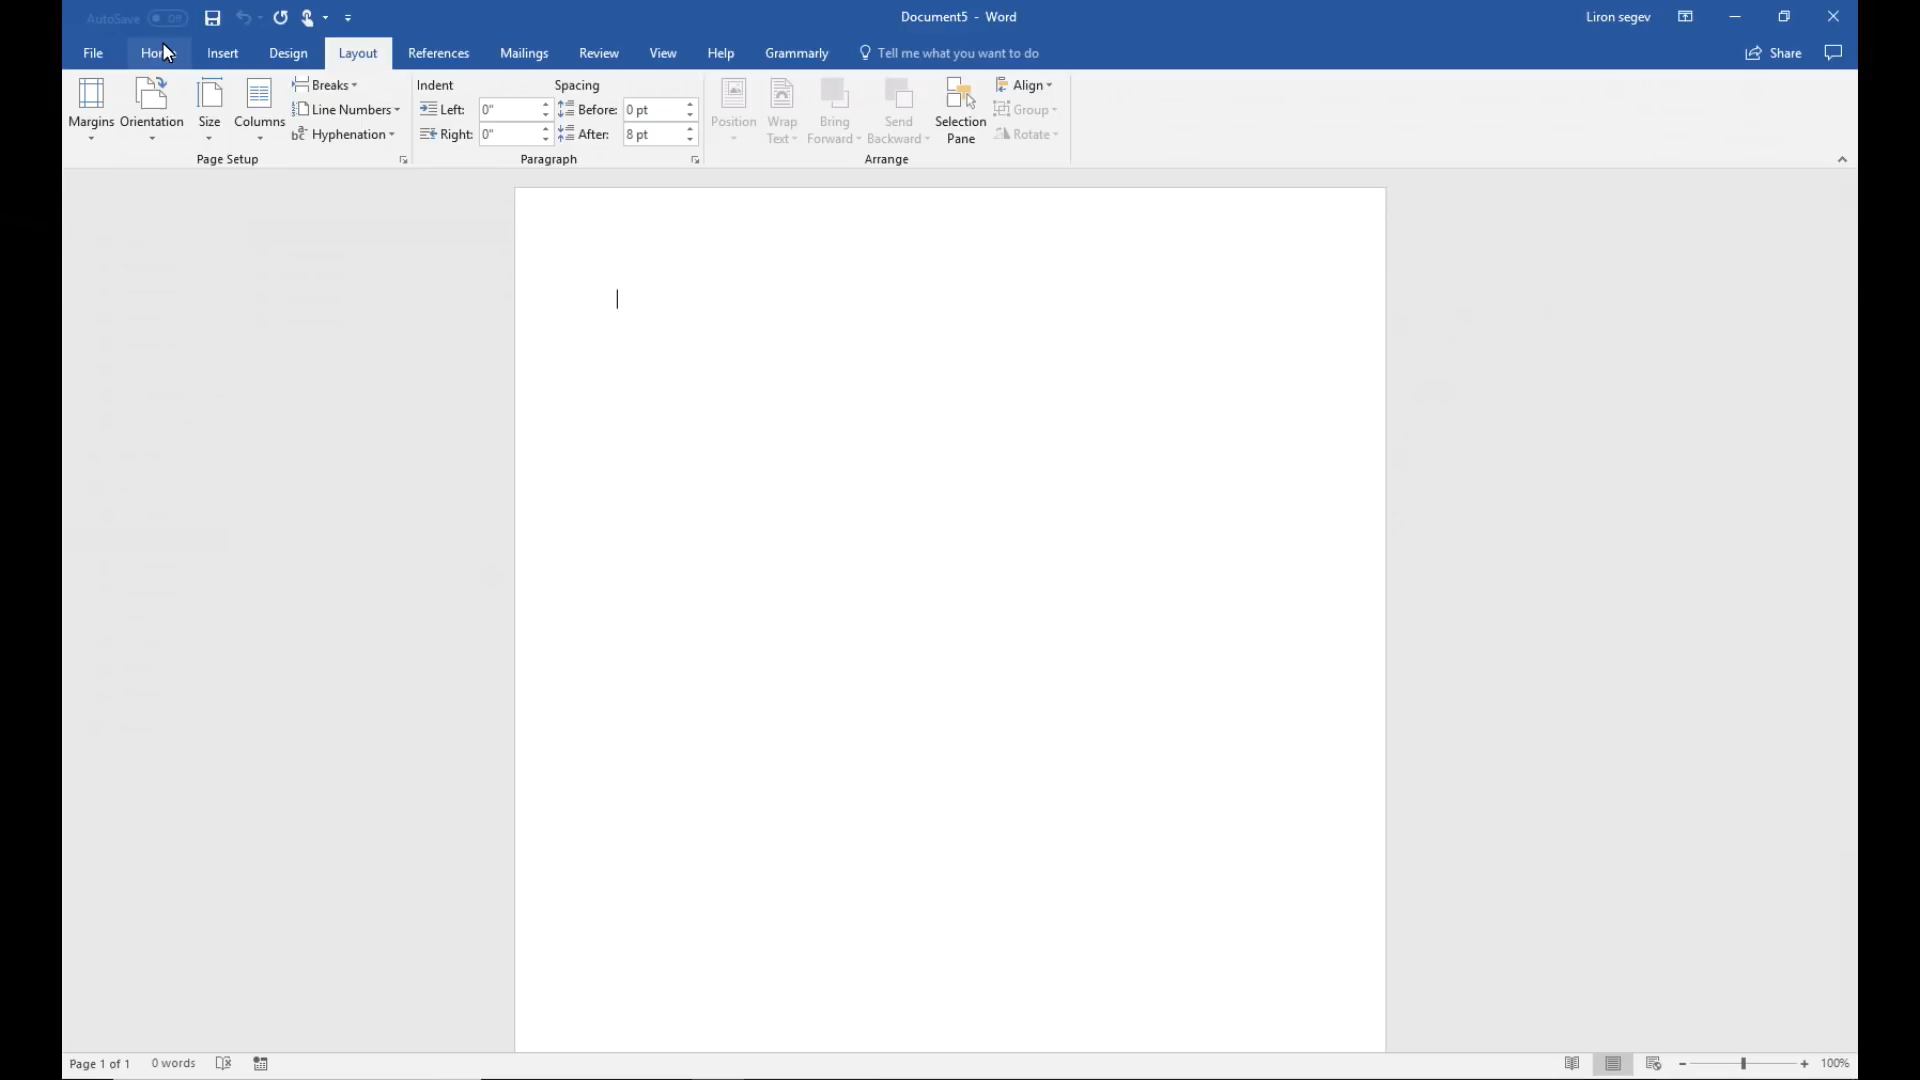 AutoSave Off
Document5 - Word
Liron segev
File Insert Design Layout References Mailings Review View Help Grammarly Tell me what you want to do Share
Margins Orientation Size Columns
Breaks
Line Numbers
Hyphenation
Page Setup
Indent Spacing
Left: 0" Before: 0 pt
Right: 0" After: 8 pt
Paragraph
Position Wrap Text Bring Forward Send Backward Selection Pane
Align
Group
Rotate
Arrange
Page 1 of 1 0 words 100%